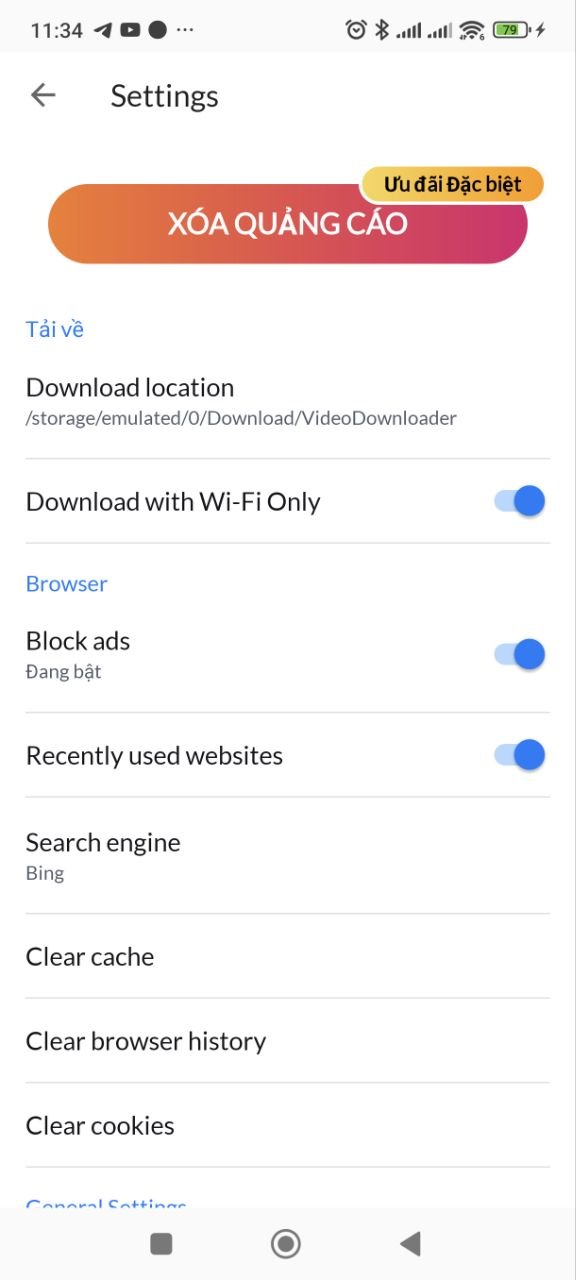 11:34
79
Settings
Ưu đãi Đặc biệt
XÓA QUẢNG CÁO
Tải về
Download location
/storage/emulated/0/Download/VideoDownloader
Download with Wi-Fi Only
Browser
Block ads
Đang bật
Recently used websites
Search engine
Bing
Clear cache
Clear browser history
Clear cookies
General Settings